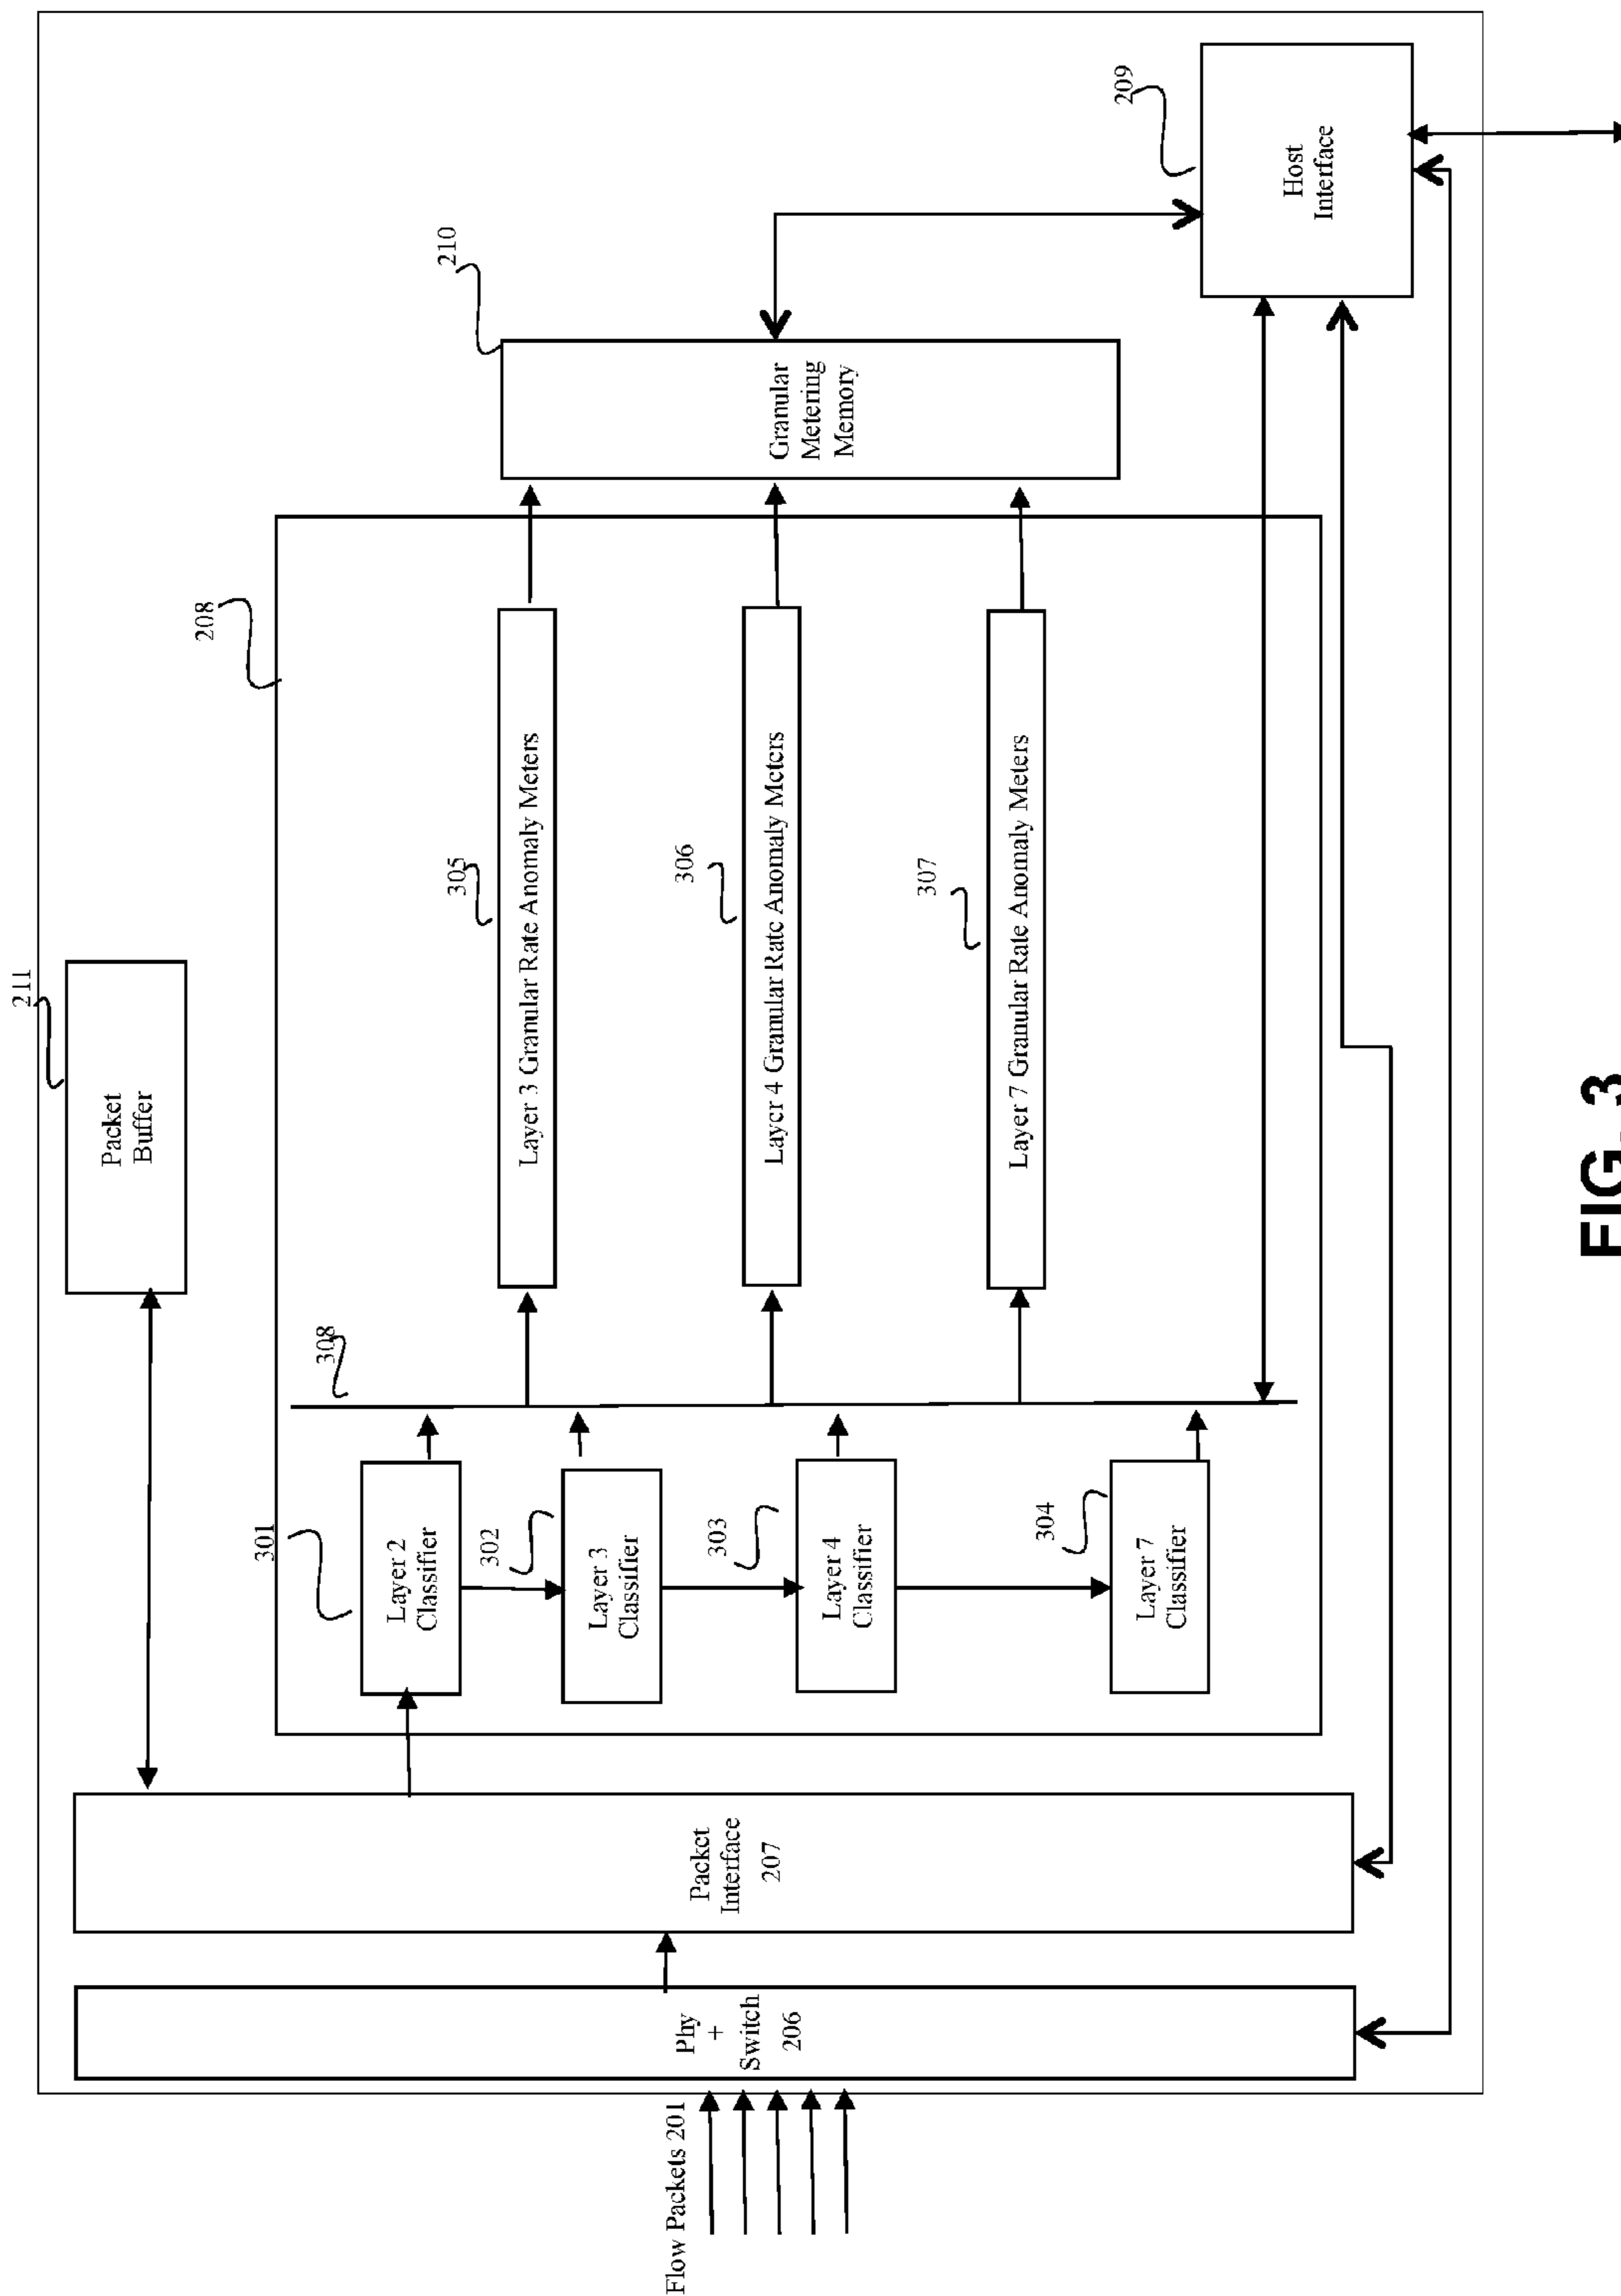 211
Packet
Buffer
208
210
209
Granular
Metering
Memory
Host
Interface
308
301
Layer 2
Classifier
302
Layer 3
Classifier
303
Layer 4
Classifier
304
Layer 7
Classifier
305
Layer 3 Granular Rate Anomaly Meters
306
Layer 4 Granular Rate Anomaly Meters
307
Layer 7 Granular Rate Anomaly Meters
Packet
Interface
207
Phy
+
Switch
206
Flow Packets 201
FIG. 3